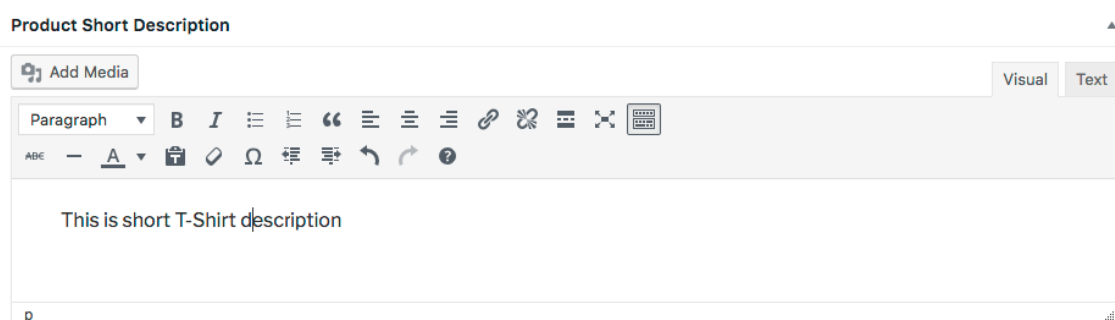 Product Short Description
Add Media
Visual Text
Paragraph B I
ABC A T Ω ?
This is short T-Shirt description
p